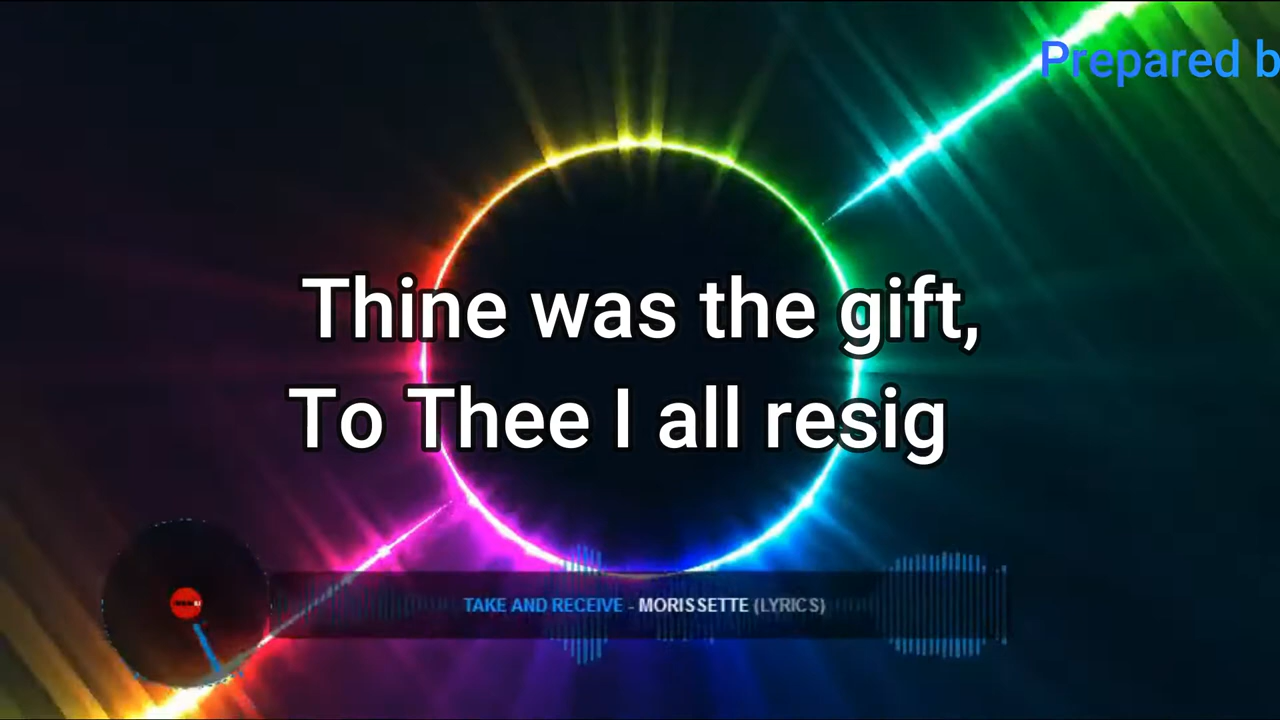 Prepared b
Thine was the gift,
To Thee I all resig
TAKE AND RECEIVE - MORISSETTE (LYRICS)